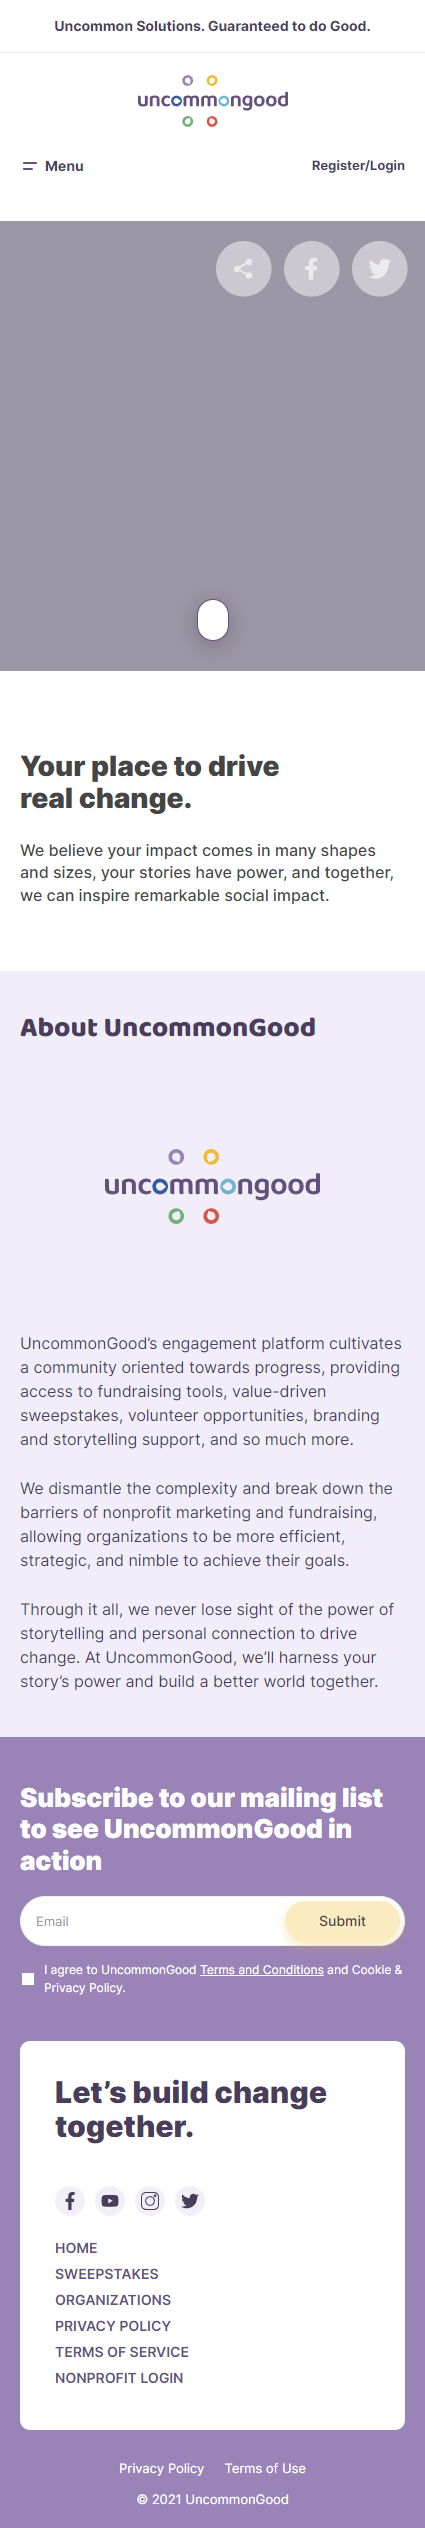 Uncommon Solutions. Guaranteed to do Good.
uncommongood
Menu
Register/Login
Your place to drive
real change.
We believe your impact comes in many shapes
and sizes, your stories have power, and together,
we can inspire remarkable social impact.
About UncommonGood
uncommongood
UncommonGood’s engagement platform cultivates
a community oriented towards progress, providing
access to fundraising tools, value-driven
sweepstakes, volunteer opportunities, branding
and storytelling support, and so much more.
We dismantle the complexity and break down the
barriers of nonprofit marketing and fundraising,
allowing organizations to be more efficient,
strategic, and nimble to achieve their goals.
Through it all, we never lose sight of the power of
storytelling and personal connection to drive
change. At UncommonGood, we’ll harness your
story’s power and build a better world together.
Subscribe to our mailing list
to see UncommonGood in
action
Email
Submit
I agree to UncommonGood Terms and Conditions and Cookie &
Privacy Policy.
Let’s build change
together.
HOME
SWEEPSTAKES
ORGANIZATIONS
PRIVACY POLICY
TERMS OF SERVICE
NONPROFIT LOGIN
Privacy Policy Terms of Use
© 2021 UncommonGood